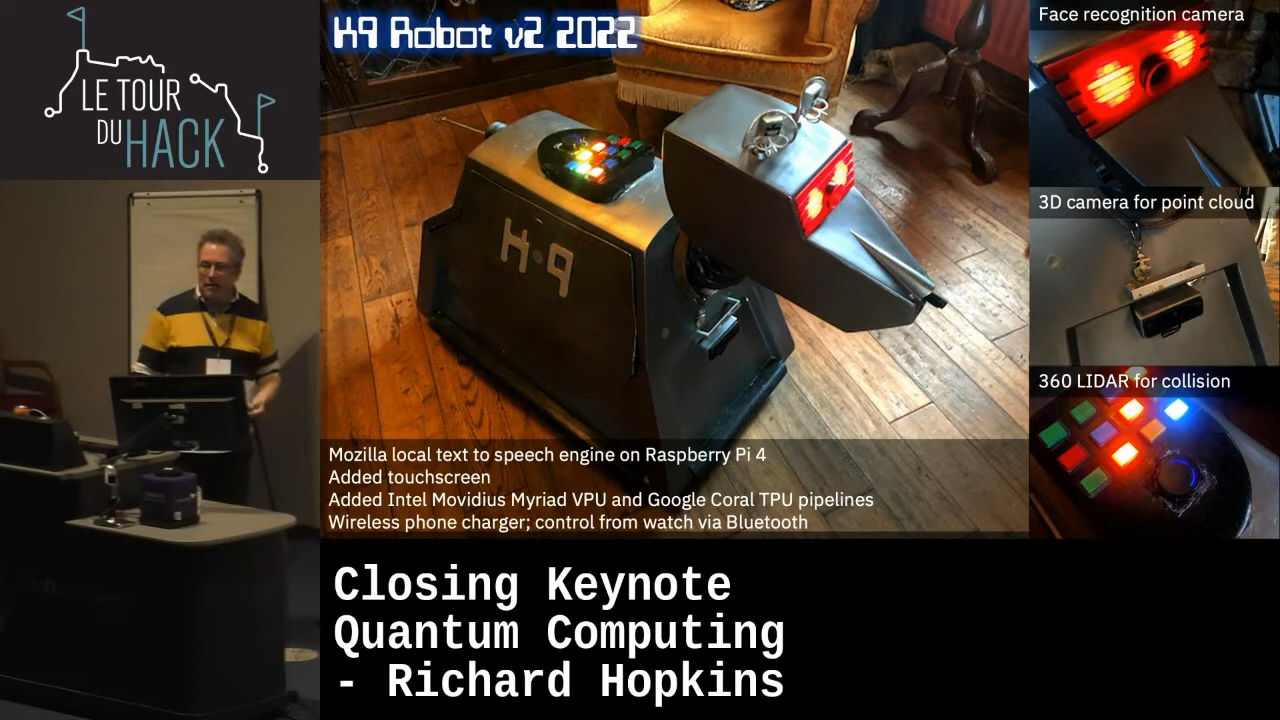 LE TOUR
DU HACK
K9 Robot v2 2022
K·9
Mozilla local text to speech engine on Raspberry Pi 4
Added touchscreen
Added Intel Movidius Myriad VPU and Google Coral TPU pipelines
Wireless phone charger; control from watch via Bluetooth
Face recognition camera
3D camera for point cloud
360 LIDAR for collision
Closing Keynote
Quantum Computing
- Richard Hopkins